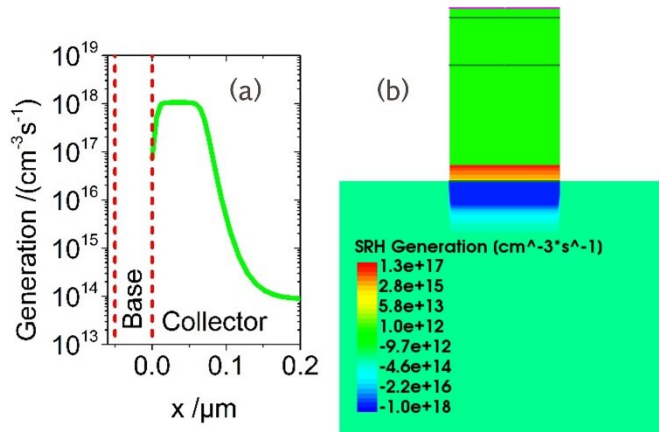 10^19
10^18
10^17
10^16
10^15
10^14
10^13
Generation /(cm^-3s^-1)
(a)
Base
Collector
0.0
0.1
0.2
x /μm
(b)
SRH Generation (cm^-3*s^-1)
1.3e+17
2.8e+15
5.8e+13
1.0e+12
-9.7e+12
-4.6e+14
-2.2e+16
-1.0e+18